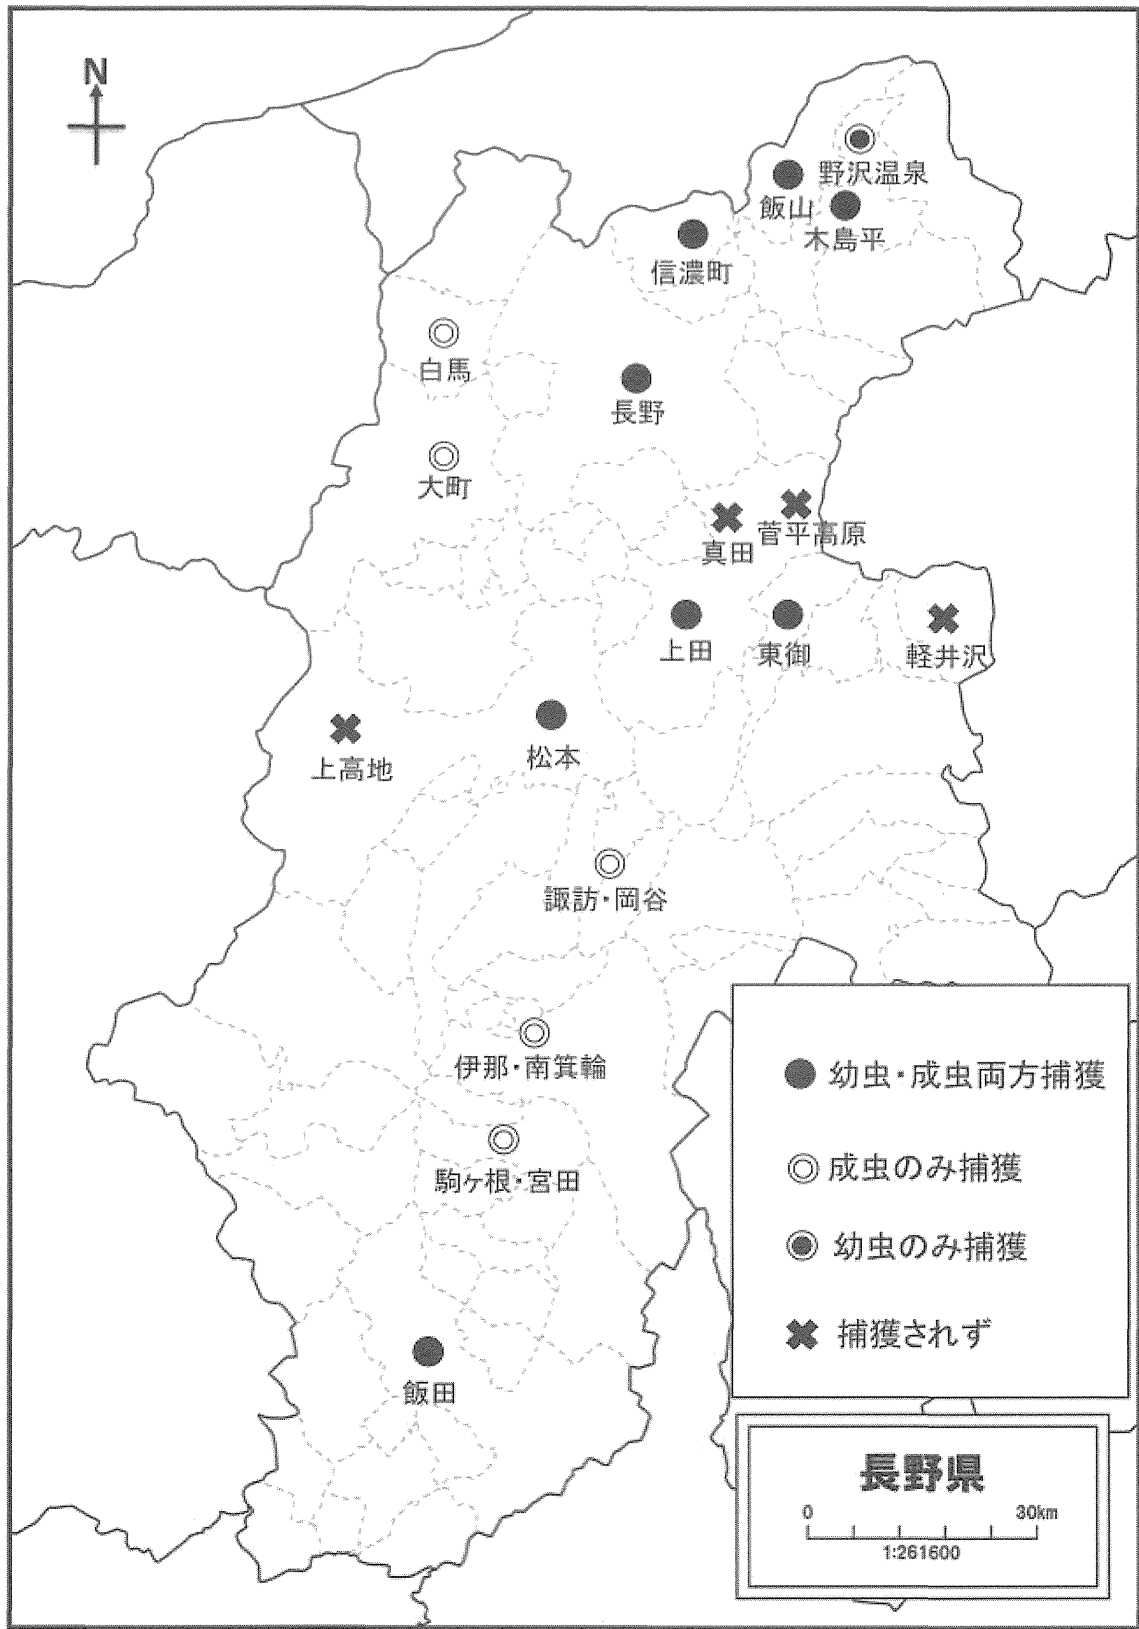 N
野沢温泉
飯山
木島平
信濃町
白馬
長野
大町
菅平高原
真田
上田
東御
軽井沢
松本
上高地
諏訪・岡谷
伊那・南箕輪
駒ヶ根・宮田
飯田
幼虫・成虫両方捕獲
成虫のみ捕獲
幼虫のみ捕獲
捕獲されず
長野県
0 30km
1:261600